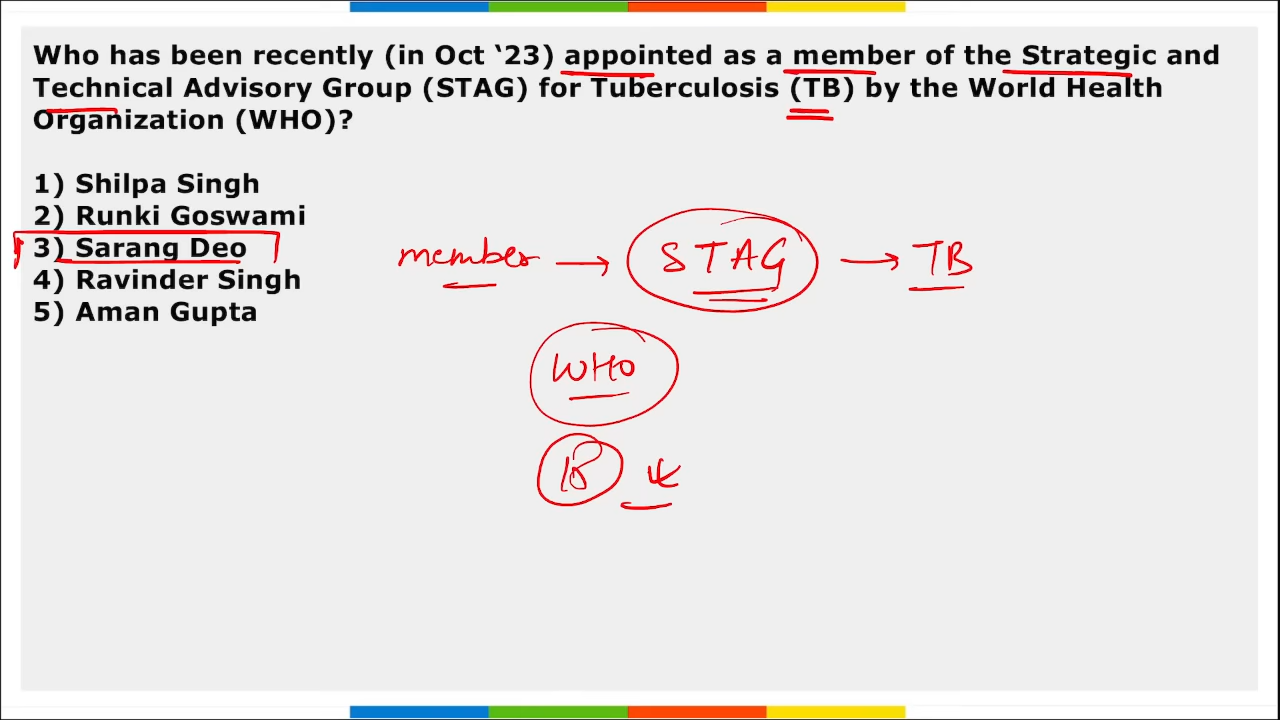 Who has been recently (in Oct ‘23) appointed as a member of the Strategic and
Technical Advisory Group (STAG) for Tuberculosis (TB) by the World Health
Organization (WHO)?
1) Shilpa Singh
2) Runki Goswami
3) Sarang Deo
4) Ravinder Singh
5) Aman Gupta
member → STAG → TB
WHO